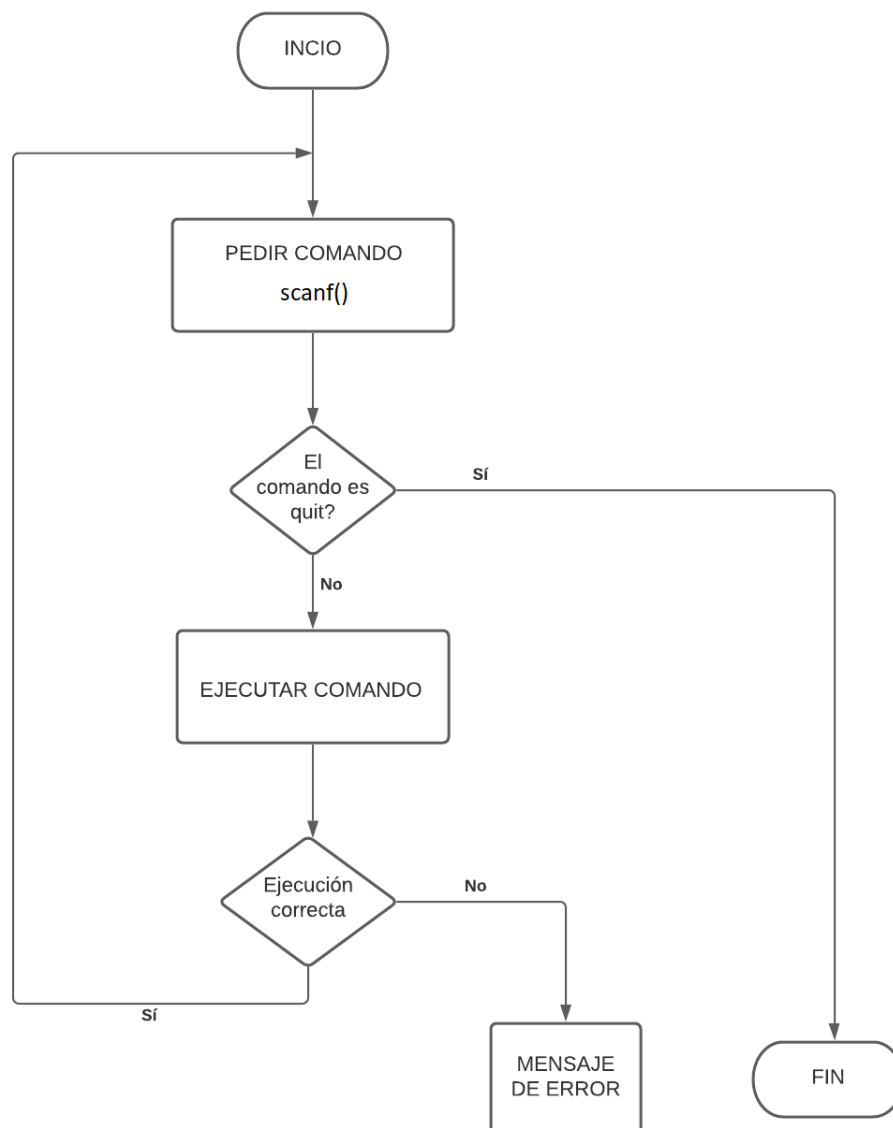 INCIO
PEDIR COMANDO
scanf()
El
comando es
quit?
Sí
No
EJECUTAR COMANDO
Ejecución
correcta
No
Sí
MENSAJE
DE ERROR
FIN